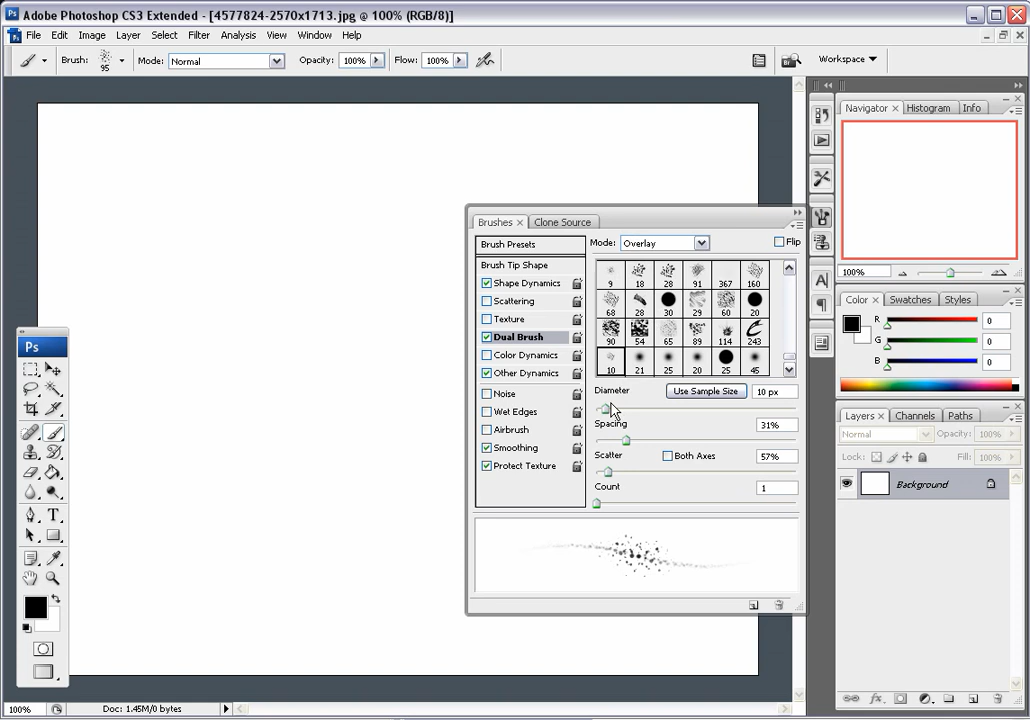 Adobe Photoshop CS3 Extended - [4577824-2570x1713.jpg @ 100% (RGB/8)]
Ps File Edit Image Layer Select Filter Analysis View Window Help
Brush: 95 Mode: Normal Opacity: 100% Flow: 100% Workspace
Navigator Histogram Info
100%
Color Swatches Styles
R 0
G 0
B 0
Layers Channels Paths
Normal Opacity: 100%
Lock: Fill: 100%
Background
Ps
Brushes Clone Source
Brush Presets
Brush Tip Shape
Shape Dynamics
Scattering
Texture
Dual Brush
Color Dynamics
Other Dynamics
Noise
Wet Edges
Airbrush
Smoothing
Protect Texture
Mode: Overlay Flip
9 18 28 91 367 160
68 28 30 29 60 20
90 54 65 89 114 243
10 21 25 20 25 45
Diameter Use Sample Size 10 px
Spacing 31%
Scatter Both Axes 57%
Count 1
100% Doc: 1.45M/0 bytes